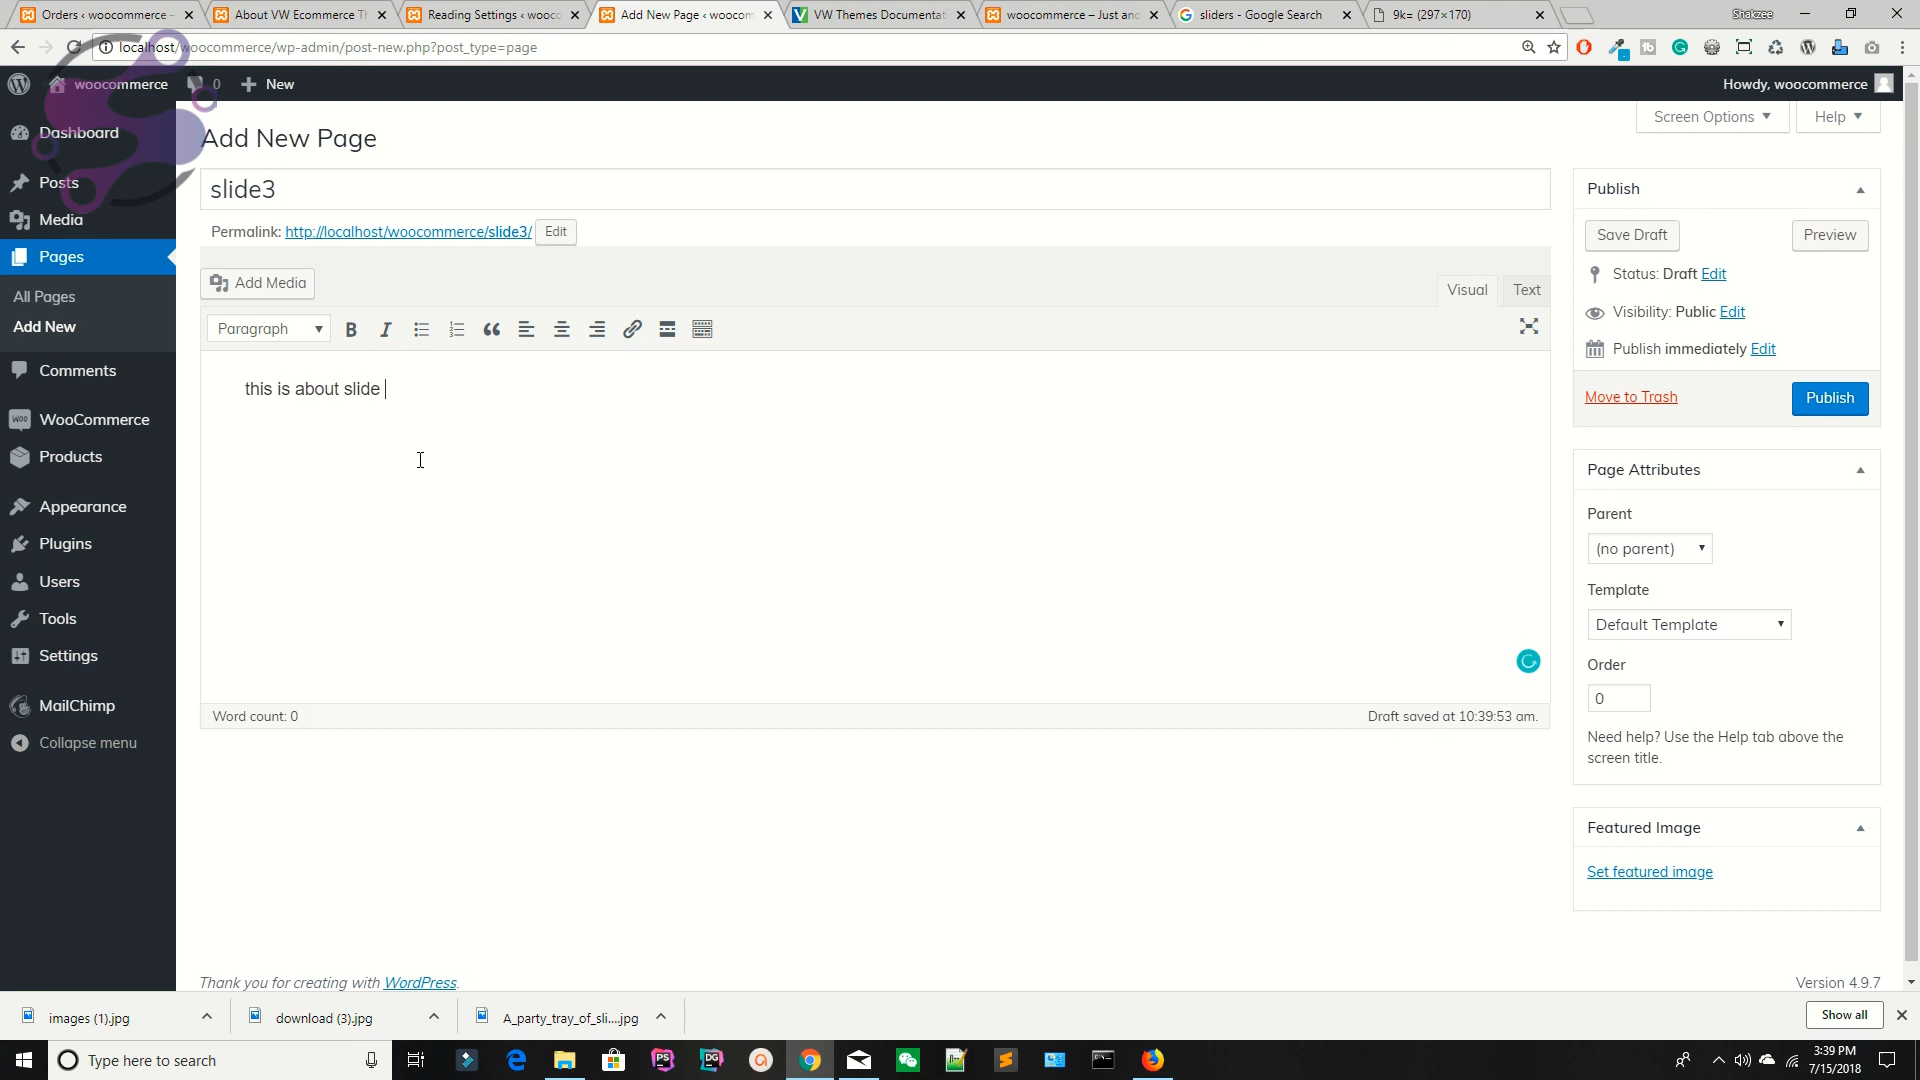 Orders ‹ woocommerce –
About VW Ecommerce Th
Reading Settings ‹ wooco
Add New Page ‹ woocom
VW Themes Documentat
woocommerce – Just ano
sliders - Google Search
9k= (297×170)
Shakzee
localhost/woocommerce/wp-admin/post-new.php?post_type=page
woocommerce
0
New
Howdy, woocommerce
Dashboard
Posts
Media
Pages
All Pages
Add New
Comments
WooCommerce
Products
Appearance
Plugins
Users
Tools
Settings
MailChimp
Collapse menu
Screen Options
Help
Add New Page
slide3
Permalink: http://localhost/woocommerce/slide3/ Edit
Add Media
Visual
Text
Paragraph
this is about slide
Word count: 0
Draft saved at 10:39:53 am.
Publish
Save Draft
Preview
Status: Draft Edit
Visibility: Public Edit
Publish immediately Edit
Move to Trash
Publish
Page Attributes
Parent
(no parent)
Template
Default Template
Order
0
Need help? Use the Help tab above the
screen title.
Featured Image
Set featured image
Thank you for creating with WordPress.
Version 4.9.7
images (1).jpg
download (3).jpg
A_party_tray_of_sli....jpg
Show all
Type here to search
3:39 PM
7/15/2018